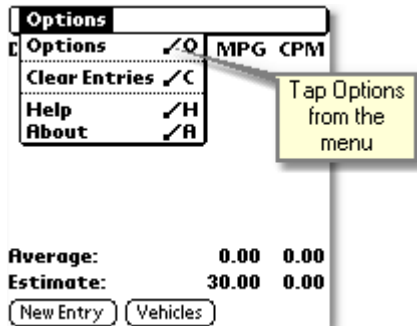 Options
D
Options ✓O MPG CPM
Clear Entries ✓C
Help ✓H
About ✓A
Tap Options
from the
menu
Average: 0.00 0.00
Estimate: 30.00 0.00
New Entry Vehicles